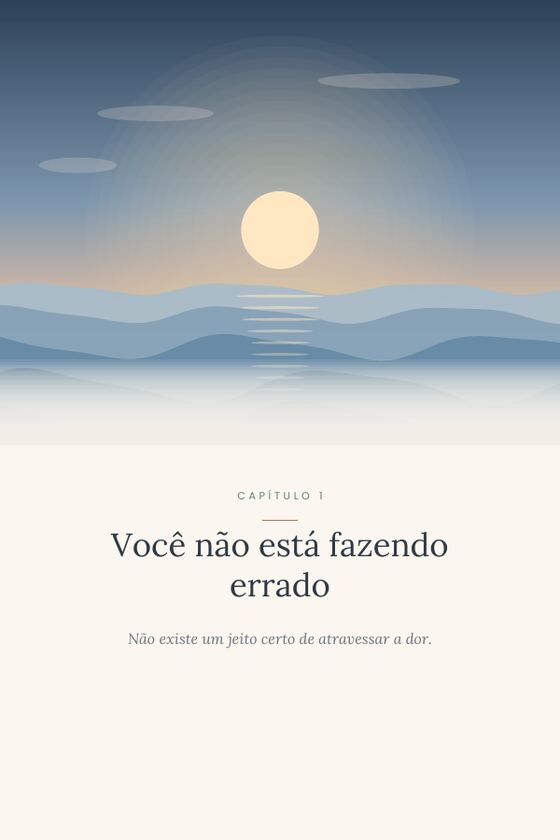 CAPÍTULO 1
Você não está fazendo
errado
Não existe um jeito certo de atravessar a dor.